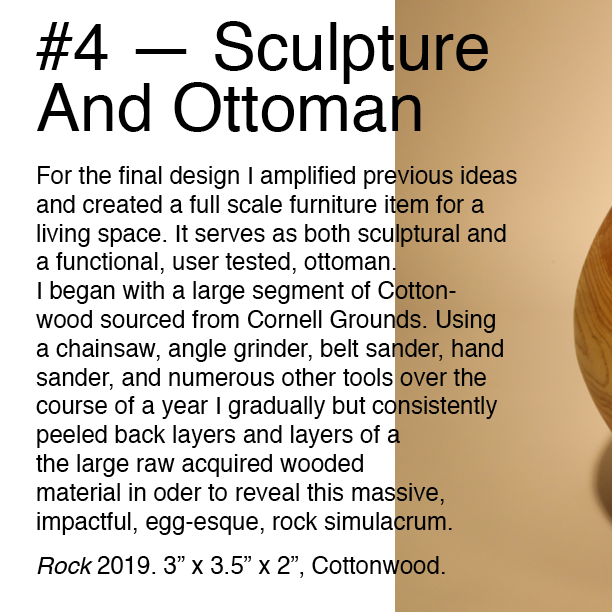 #4 — Sculpture
And Ottoman
For the final design I amplified previous ideas
and created a full scale furniture item for a
living space. It serves as both sculptural and
a functional, user tested, ottoman.
I began with a large segment of Cotton-
wood sourced from Cornell Grounds. Using
a chainsaw, angle grinder, belt sander, hand
sander, and numerous other tools over the
course of a year I gradually but consistently
peeled back layers and layers of a
the large raw acquired wooded
material in oder to reveal this massive,
impactful, egg-esque, rock simulacrum.
Rock 2019. 3” x 3.5” x 2”, Cottonwood.